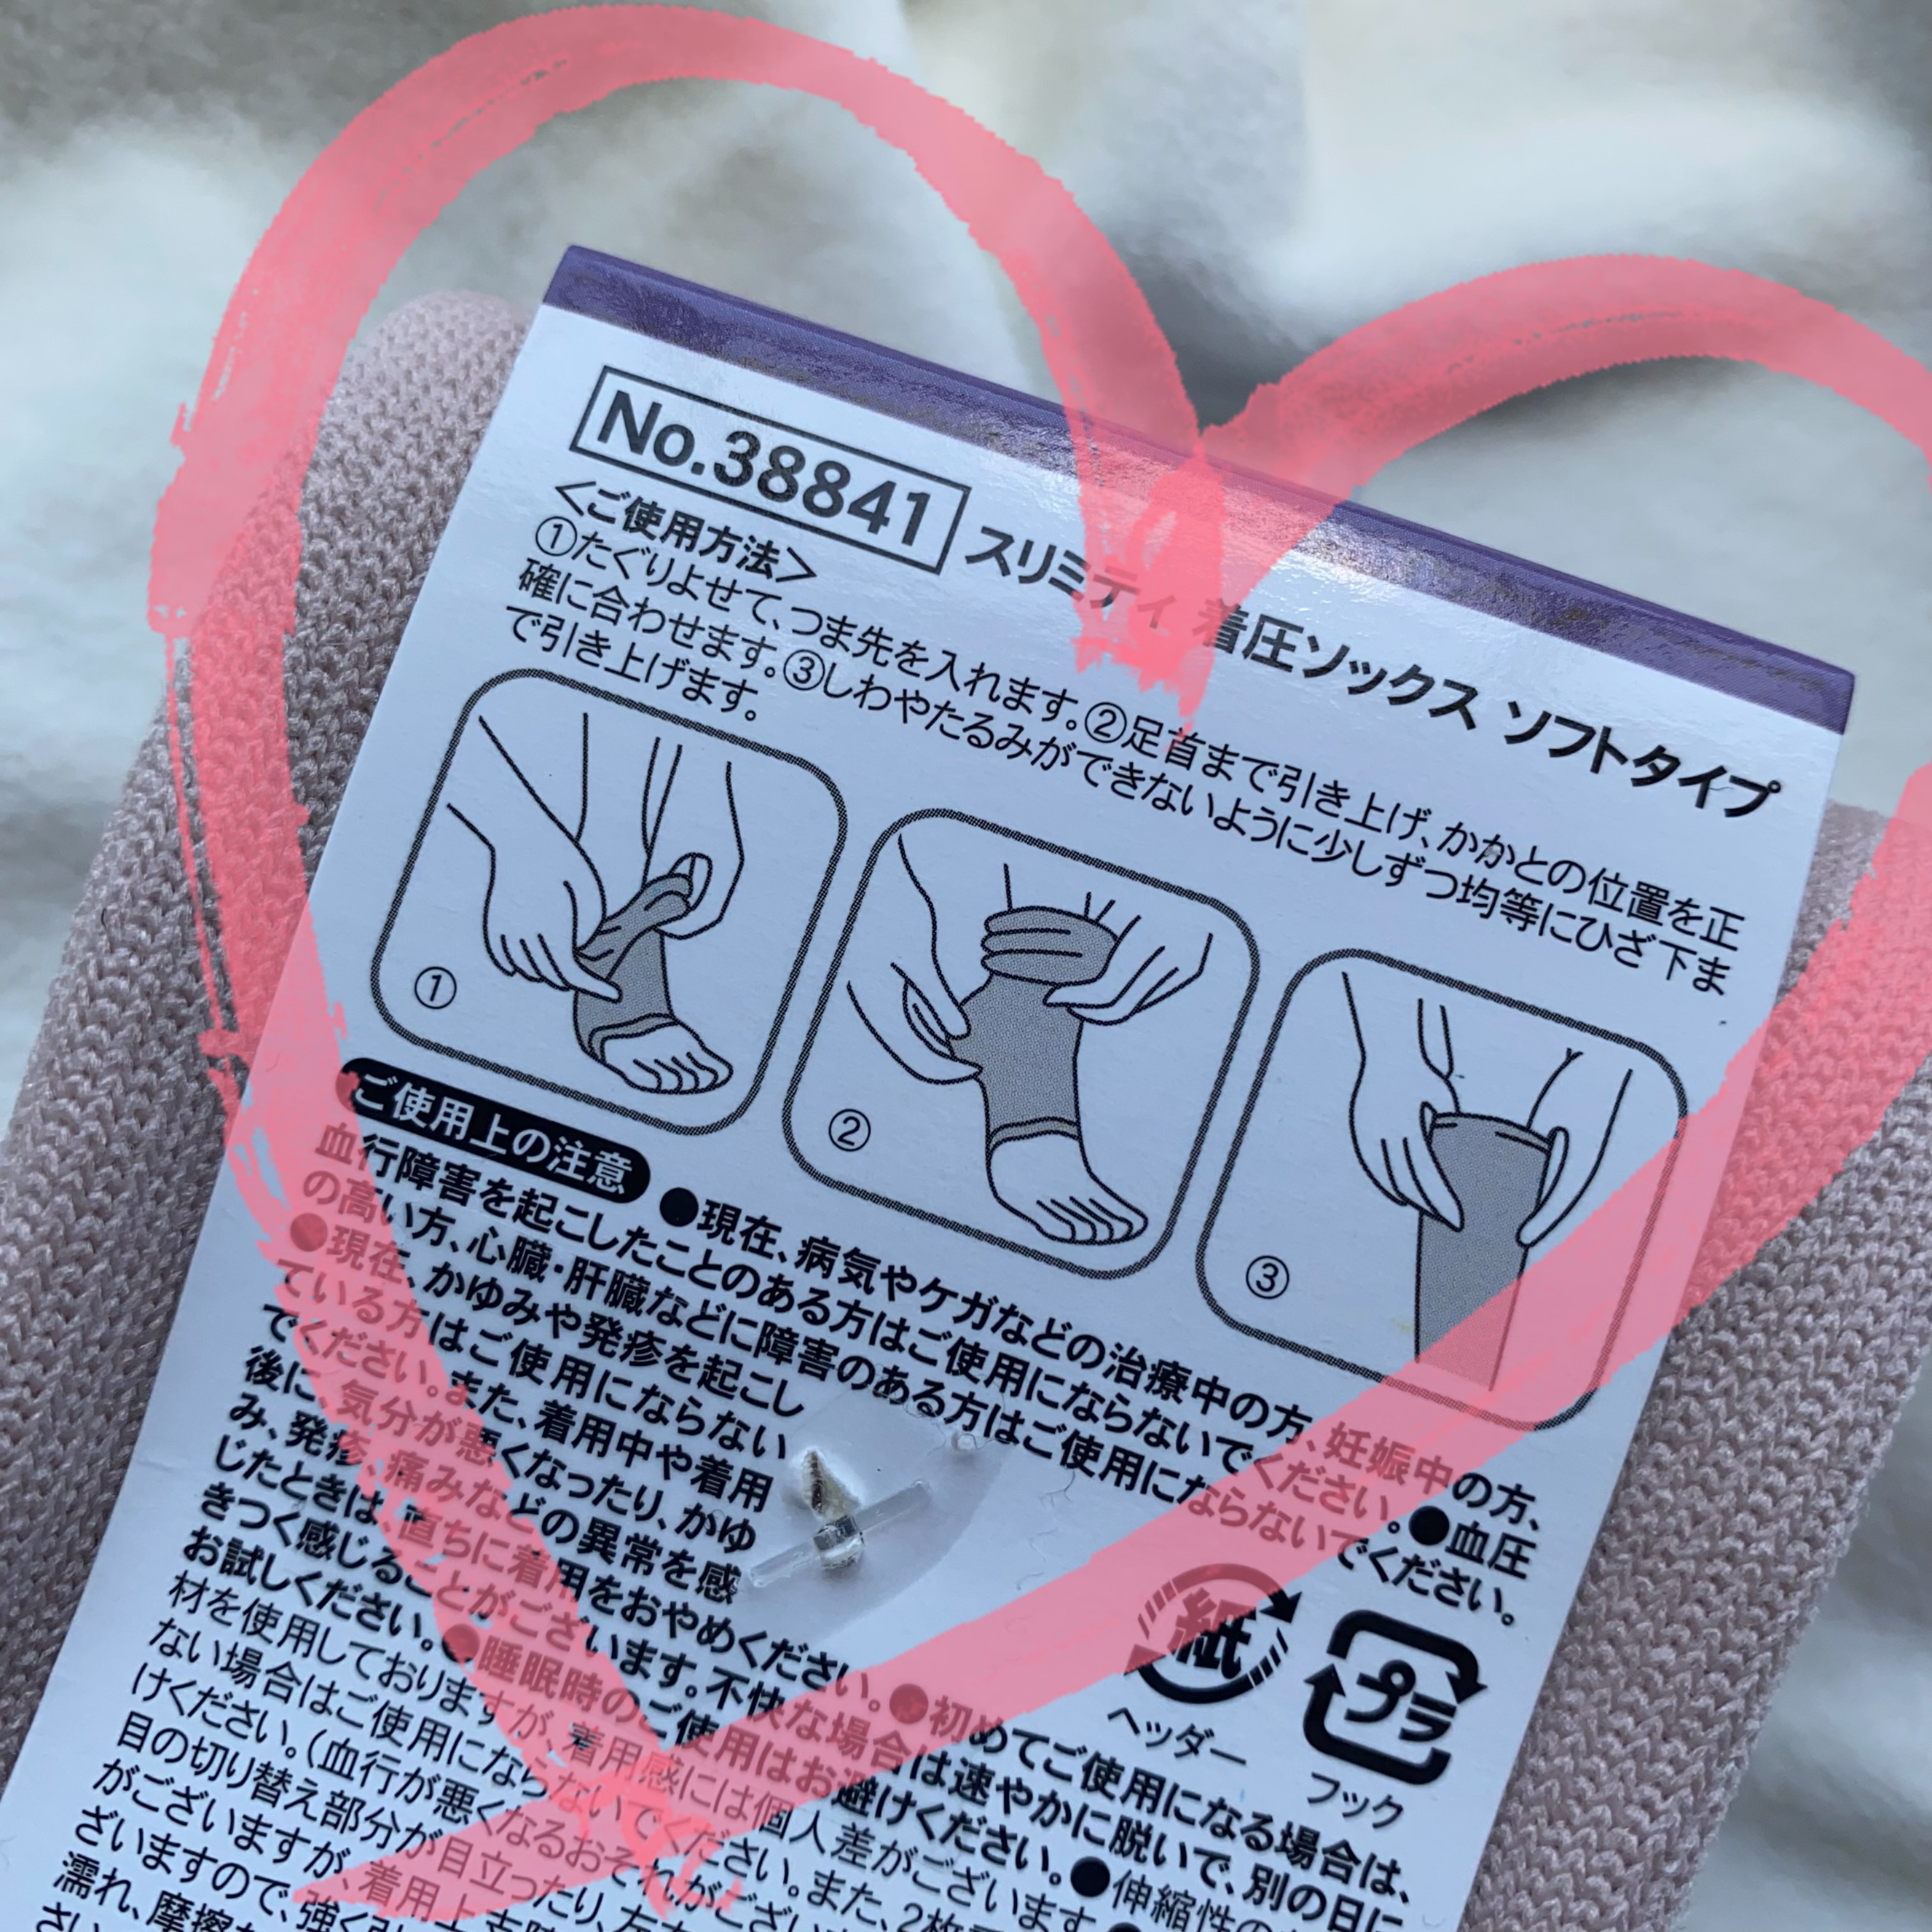 No.38841 スリミティ 着圧ソックス ソフトタイプ
<ご使用方法>
①たぐりよせて、つま先を入れます。②足首まで引き上げ、かかとの位置を正
確に合わせます。③しわやたるみができないように少しずつ均等にひざ下ま
で引き上げます。
① ② ③
ご使用上の注意 ●現在、病気やケガなどの治療中の方、妊娠中の方、
血行障害を起こしたことのある方はご使用にならないでください。●血圧
の高い方、心臓・肝臓などに障害のある方はご使用にならないでください。
●現在、かゆみや発疹を起こし
ている方はご使用にならない
でください。また、着用中や着用
後に、気分が悪くなったり、かゆ
み、発疹、痛みなどの異常を感
じたときは、直ちに着用をおやめください。●初めてご使用になる場合は、
きつく感じることがございます。不快な場合は速やかに脱いで、別の日に
お試しください。●睡眠時のご使用はお避けください。●伸縮性の
材を使用しておりますが、着用感には個人差がございます
ない場合はご使用にならないでください。また、2枚
けください。(血行が悪くなるおそれがござい
目の切り替え部分が目立ったり、左右
がございますが、着用上
ざいますので、強く
濡れ、摩擦
紙
ヘッダー
プラ
フック